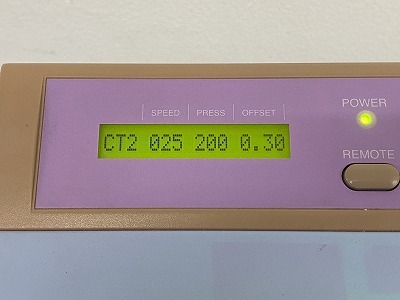 SPEED PRESS OFFSET
POWER
CT2 025 200 0.30
REMOTE